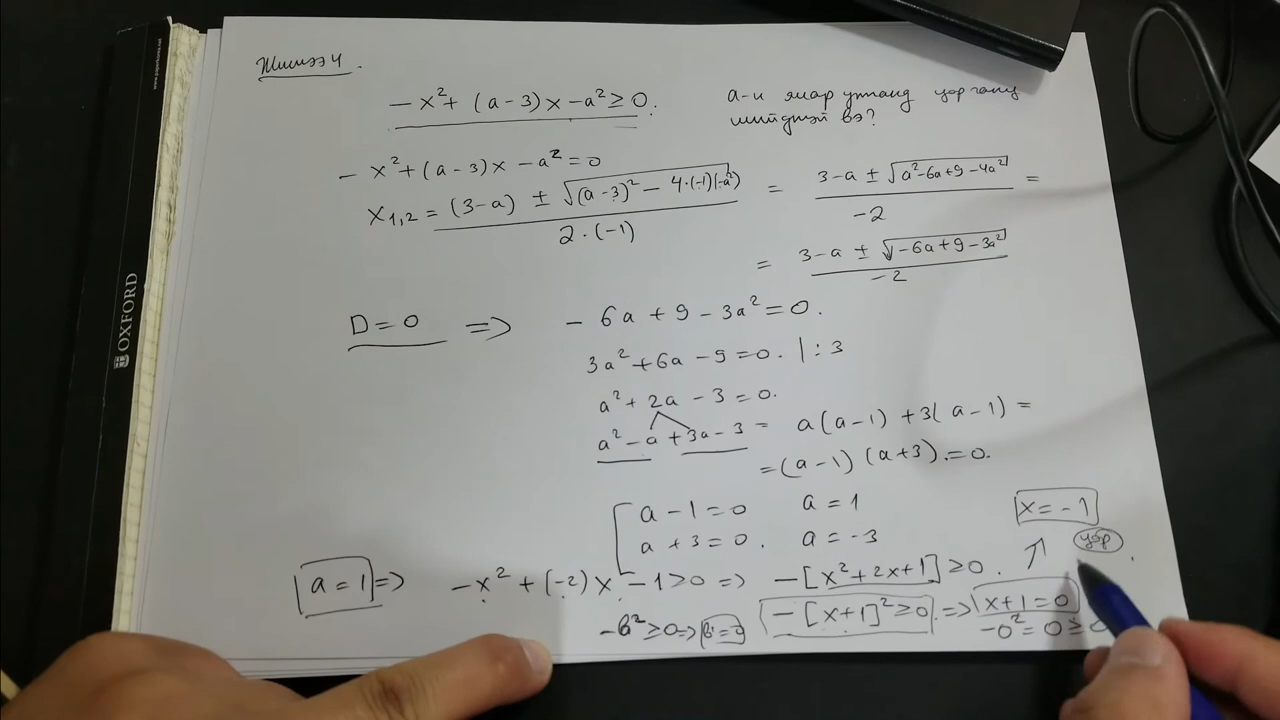 Жишээ 4.
− x² + (a − 3) x − a² ≥ 0.
a-н ямар утганд цор ганц
шийдтэй вэ?
− x² + (a − 3) x − a² = 0
x₁,₂ = (3−a) ± √((a−3)² − 4·(−1)(−a²)) / 2·(−1) = 3−a ± √(a²−6a+9−4a²) / −2 =
= 3−a ± √(−6a+9−3a²) / −2
D = 0 => − 6a + 9 − 3a² = 0.
3a² + 6a − 9 = 0. | : 3
a² + 2a − 3 = 0.
a² − a + 3a − 3 = a(a−1) + 3(a−1) =
= (a−1) (a+3) = 0.
a − 1 = 0 a = 1
a + 3 = 0. a = −3
x = −1
цор
a = 1 => −x² + (−2)x − 1 ≥ 0 => −[x² + 2x + 1] ≥ 0.
−[x+1]² ≥ 0 => x+1 = 0
−b² ≥ 0 =>
−0² = 0 ≥ 0
OXFORD